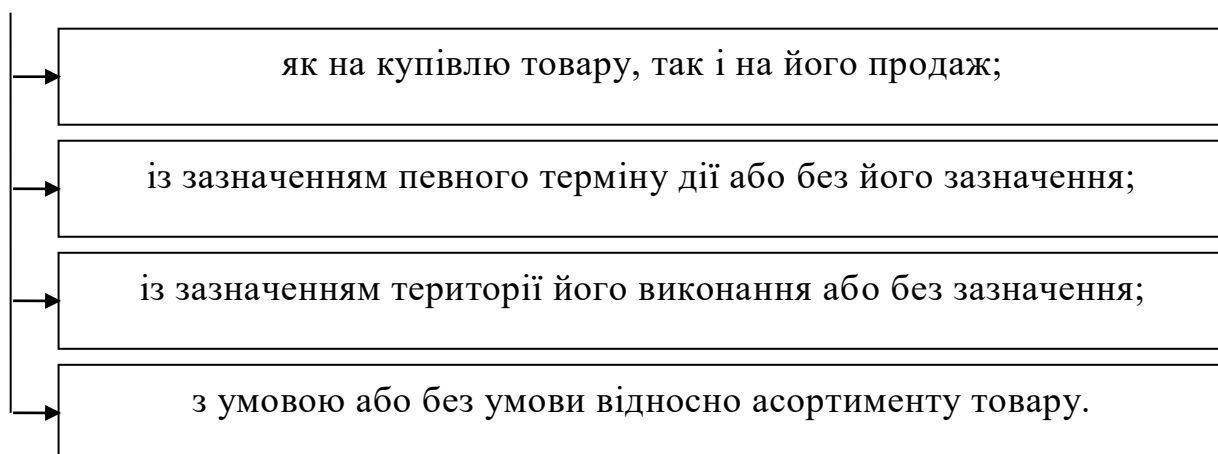 як на купівлю товару, так і на його продаж;
із зазначенням певного терміну дії або без його зазначення;
із зазначенням території його виконання або без зазначення;
з умовою або без умови відносно асортименту товару.